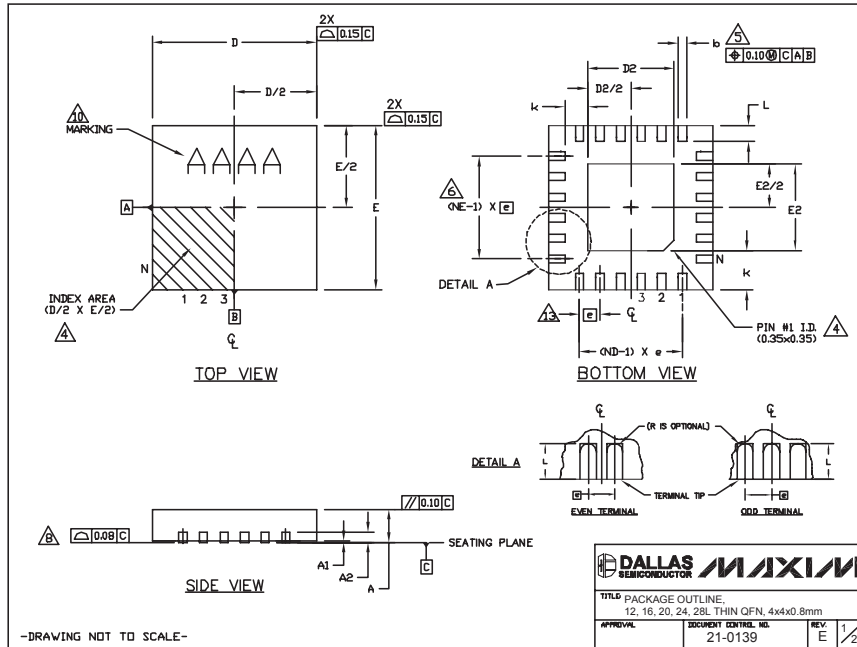 2X
⌓ 0.15 C
D
D/2
10
MARKING
2X
⌓ 0.15 C
E/2
E
A
N
INDEX AREA
(D/2 X E/2)
4
1 2 3
B
C L
TOP VIEW
5
b
⌖ 0.10 Ⓜ C A B
D2
D2/2
k
L
6
(NE-1) X e
E2/2
E2
DETAIL A
N
k
3 2 1
13
e
C L
(ND-1) X e
PIN #1 I.D.
(0.35x0.35)
4
BOTTOM VIEW
DETAIL A
C L
C L
(R IS OPTIONAL)
L
L
e
TERMINAL TIP
e
EVEN TERMINAL
ODD TERMINAL
// 0.10 C
8
⌓ 0.08 C
SEATING PLANE
A1
A2
A
C
SIDE VIEW
-DRAWING NOT TO SCALE-
DALLAS
SEMICONDUCTOR
MAXIM
TITLE: PACKAGE OUTLINE,
12, 16, 20, 24, 28L THIN QFN, 4x4x0.8mm
APPROVAL
DOCUMENT CONTROL NO.
21-0139
REV.
E
1/2